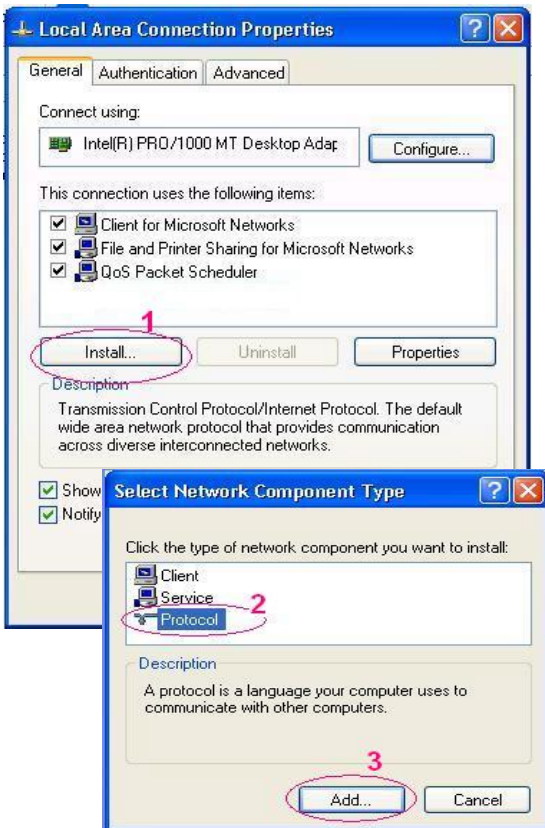 Local Area Connection Properties
General Authentication Advanced
Connect using:
Intel(R) PRO/1000 MT Desktop Adap
Configure...
This connection uses the following items:
Client for Microsoft Networks
File and Printer Sharing for Microsoft Networks
QoS Packet Scheduler
1
Install... Uninstall Properties
Description
Transmission Control Protocol/Internet Protocol. The default
wide area network protocol that provides communication
across diverse interconnected networks.
Show
Notify
Select Network Component Type
Click the type of network component you want to install:
Client
Service
2
Protocol
Description
A protocol is a language your computer uses to
communicate with other computers.
3
Add... Cancel